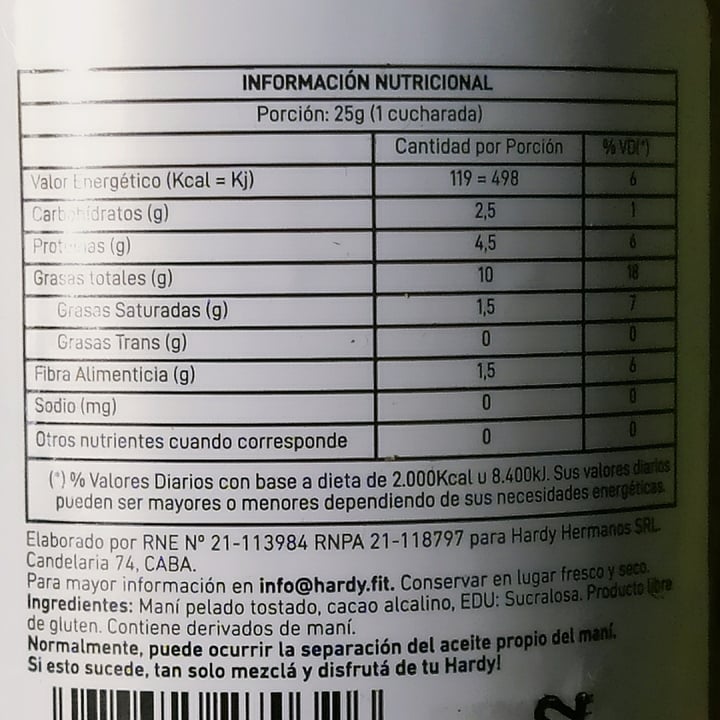 INFORMACIÓN NUTRICIONAL
Porción: 25g (1 cucharada)
Cantidad por Porción % VD(*)
Valor Energético (Kcal = Kj) 119 = 498 6
Carbohidratos (g) 2,5 1
Proteínas (g) 4,5 6
Grasas totales (g) 10 18
Grasas Saturadas (g) 1,5 7
Grasas Trans (g) 0 0
Fibra Alimenticia (g) 1,5 6
Sodio (mg) 0 0
Otros nutrientes cuando corresponde 0 0
(*) % Valores Diarios con base a dieta de 2.000Kcal u 8.400kJ. Sus valores diarios
pueden ser mayores o menores dependiendo de sus necesidades energéticas.
Elaborado por RNE Nº 21-113984 RNPA 21-118797 para Hardy Hermanos SRL.
Candelaria 74, CABA.
Para mayor información en info@hardy.fit. Conservar en lugar fresco y seco.
Ingredientes: Maní pelado tostado, cacao alcalino, EDU: Sucralosa. Producto libre
de gluten. Contiene derivados de maní.
Normalmente, puede ocurrir la separación del aceite propio del maní.
Si esto sucede, tan solo mezclá y disfrutá de tu Hardy!